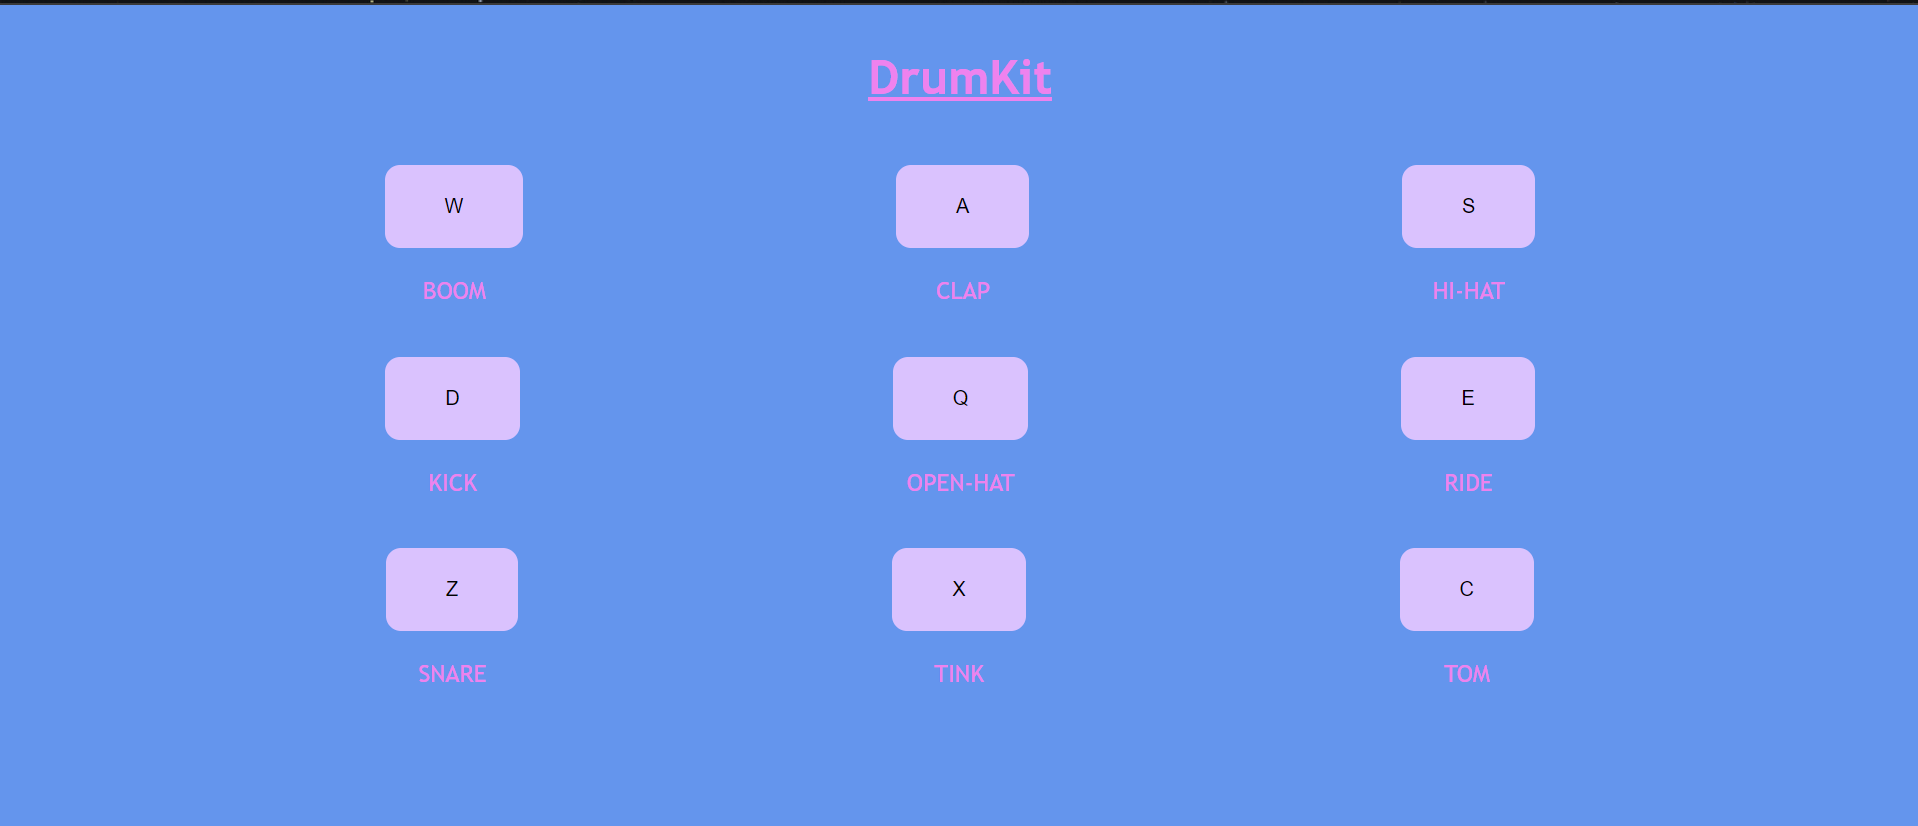 DrumKit
W A S
BOOM CLAP HI-HAT
D Q E
KICK OPEN-HAT RIDE
Z X C
SNARE TINK TOM